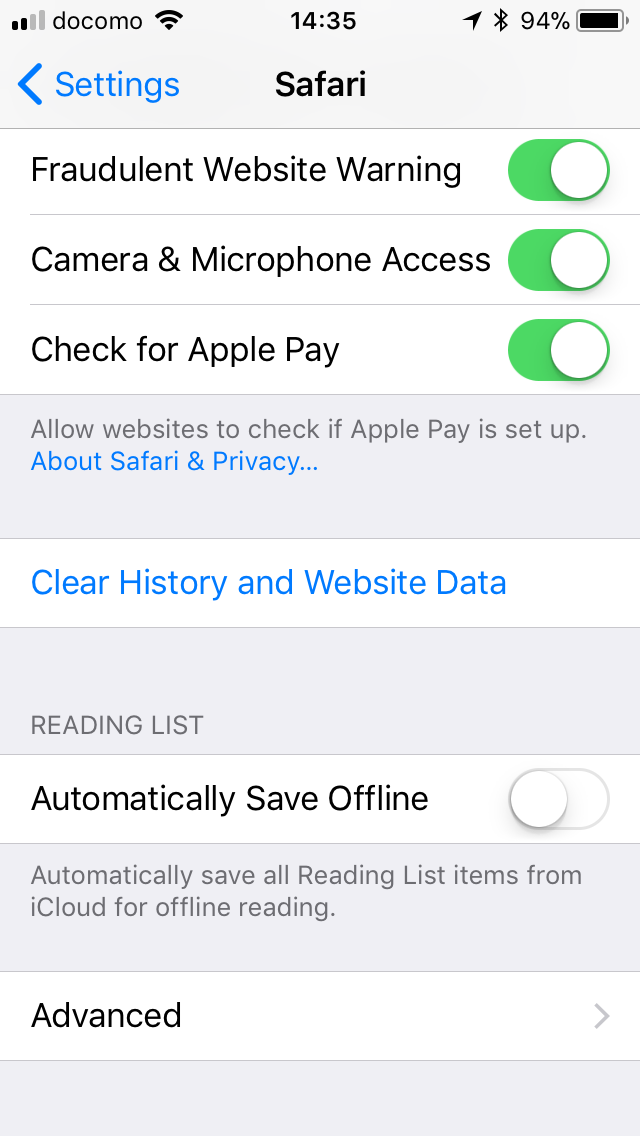 docomo 14:35 94%
Settings Safari
Fraudulent Website Warning
Camera & Microphone Access
Check for Apple Pay
Allow websites to check if Apple Pay is set up.
About Safari & Privacy...
Clear History and Website Data
READING LIST
Automatically Save Offline
Automatically save all Reading List items from
iCloud for offline reading.
Advanced